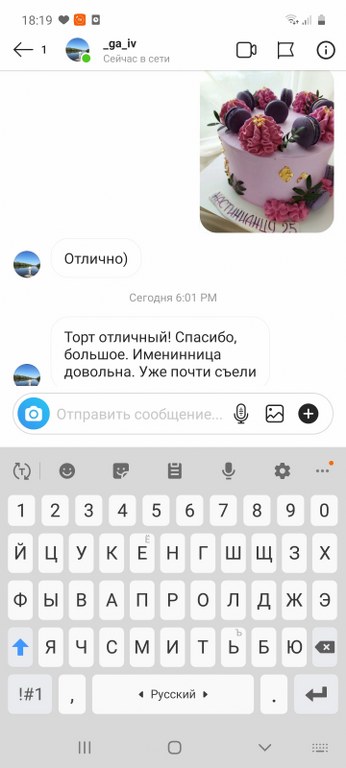 18:19
1
_ga_iv
Сейчас в сети
25
Отлично)
Сегодня 6:01 PM
Торт отличный! Спасибо,
большое. Именинница
довольна. Уже почти съели
Отправить сообщение...
T
1 2 3 4 5 6 7 8 9 0
Ё
Й Ц У К Е Н Г Ш Щ З Х
Ф Ы В А П Р О Л Д Ж Э
Ъ
Я Ч С М И Т Ь Б Ю
!#1 , Русский .